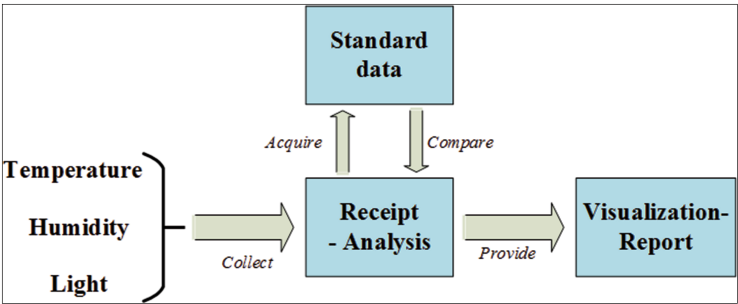 Standard
data
Acquire
Compare
Temperature
Humidity
Light
Collect
Receipt
- Analysis
Provide
Visualization-
Report